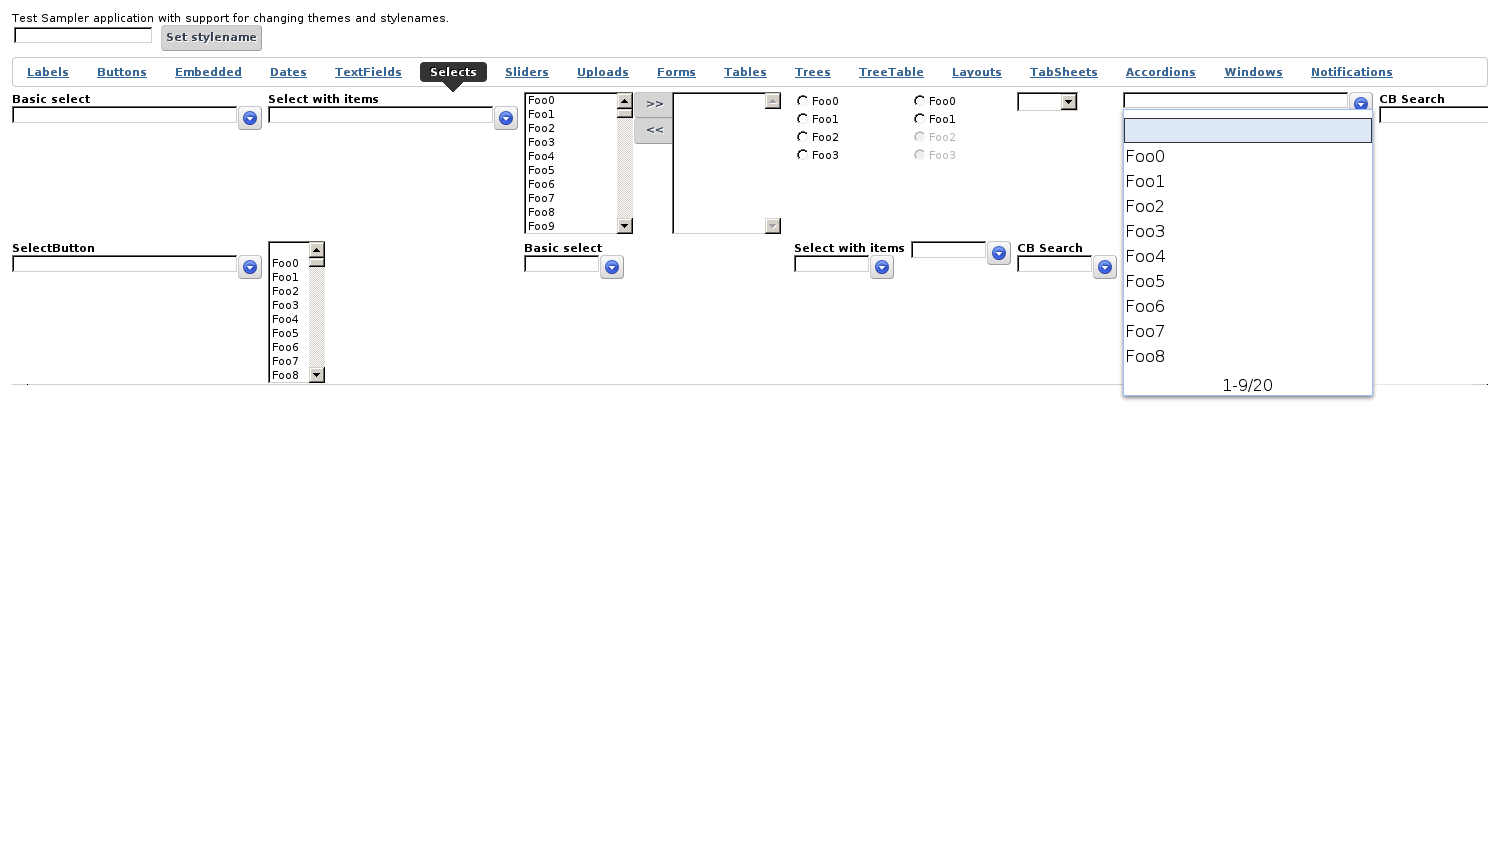 Test Sampler application with support for changing themes and stylenames.
Set stylename
Labels Buttons Embedded Dates TextFields Selects Sliders Uploads Forms Tables Trees TreeTable Layouts TabSheets Accordions Windows Notifications
Basic select
Select with items
Foo0
Foo1
Foo2
Foo3
Foo4
Foo5
Foo6
Foo7
Foo8
Foo9
>>
<<
Foo0
Foo1
Foo2
Foo3
Foo0
Foo1
Foo2
Foo3
CB Search
Foo0
Foo1
Foo2
Foo3
Foo4
Foo5
Foo6
Foo7
Foo8
1-9/20
SelectButton
Foo0
Foo1
Foo2
Foo3
Foo4
Foo5
Foo6
Foo7
Foo8
Basic select
Select with items
CB Search